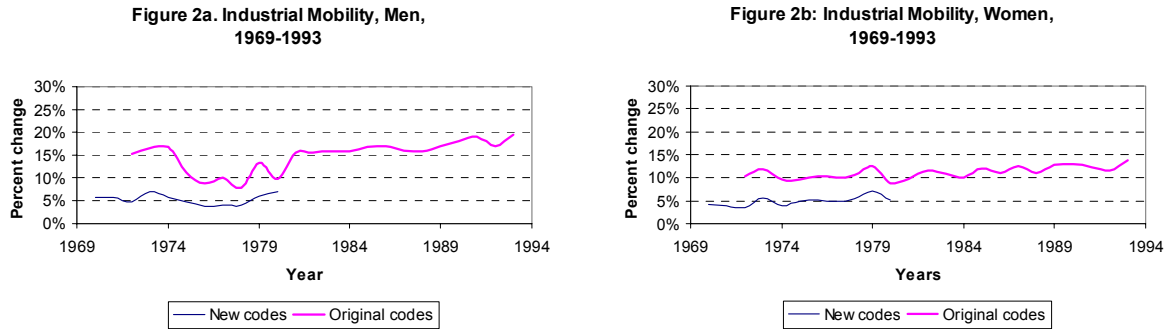 Figure 2a. Industrial Mobility, Men,
1969-1993
Percent change
30%
25%
20%
15%
10%
5%
0%
1969 1974 1979 1984 1989 1994
Year
New codes Original codes
Figure 2b: Industrial Mobility, Women,
1969-1993
Percent change
30%
25%
20%
15%
10%
5%
0%
1969 1974 1979 1984 1989 1994
Years
New codes Original codes